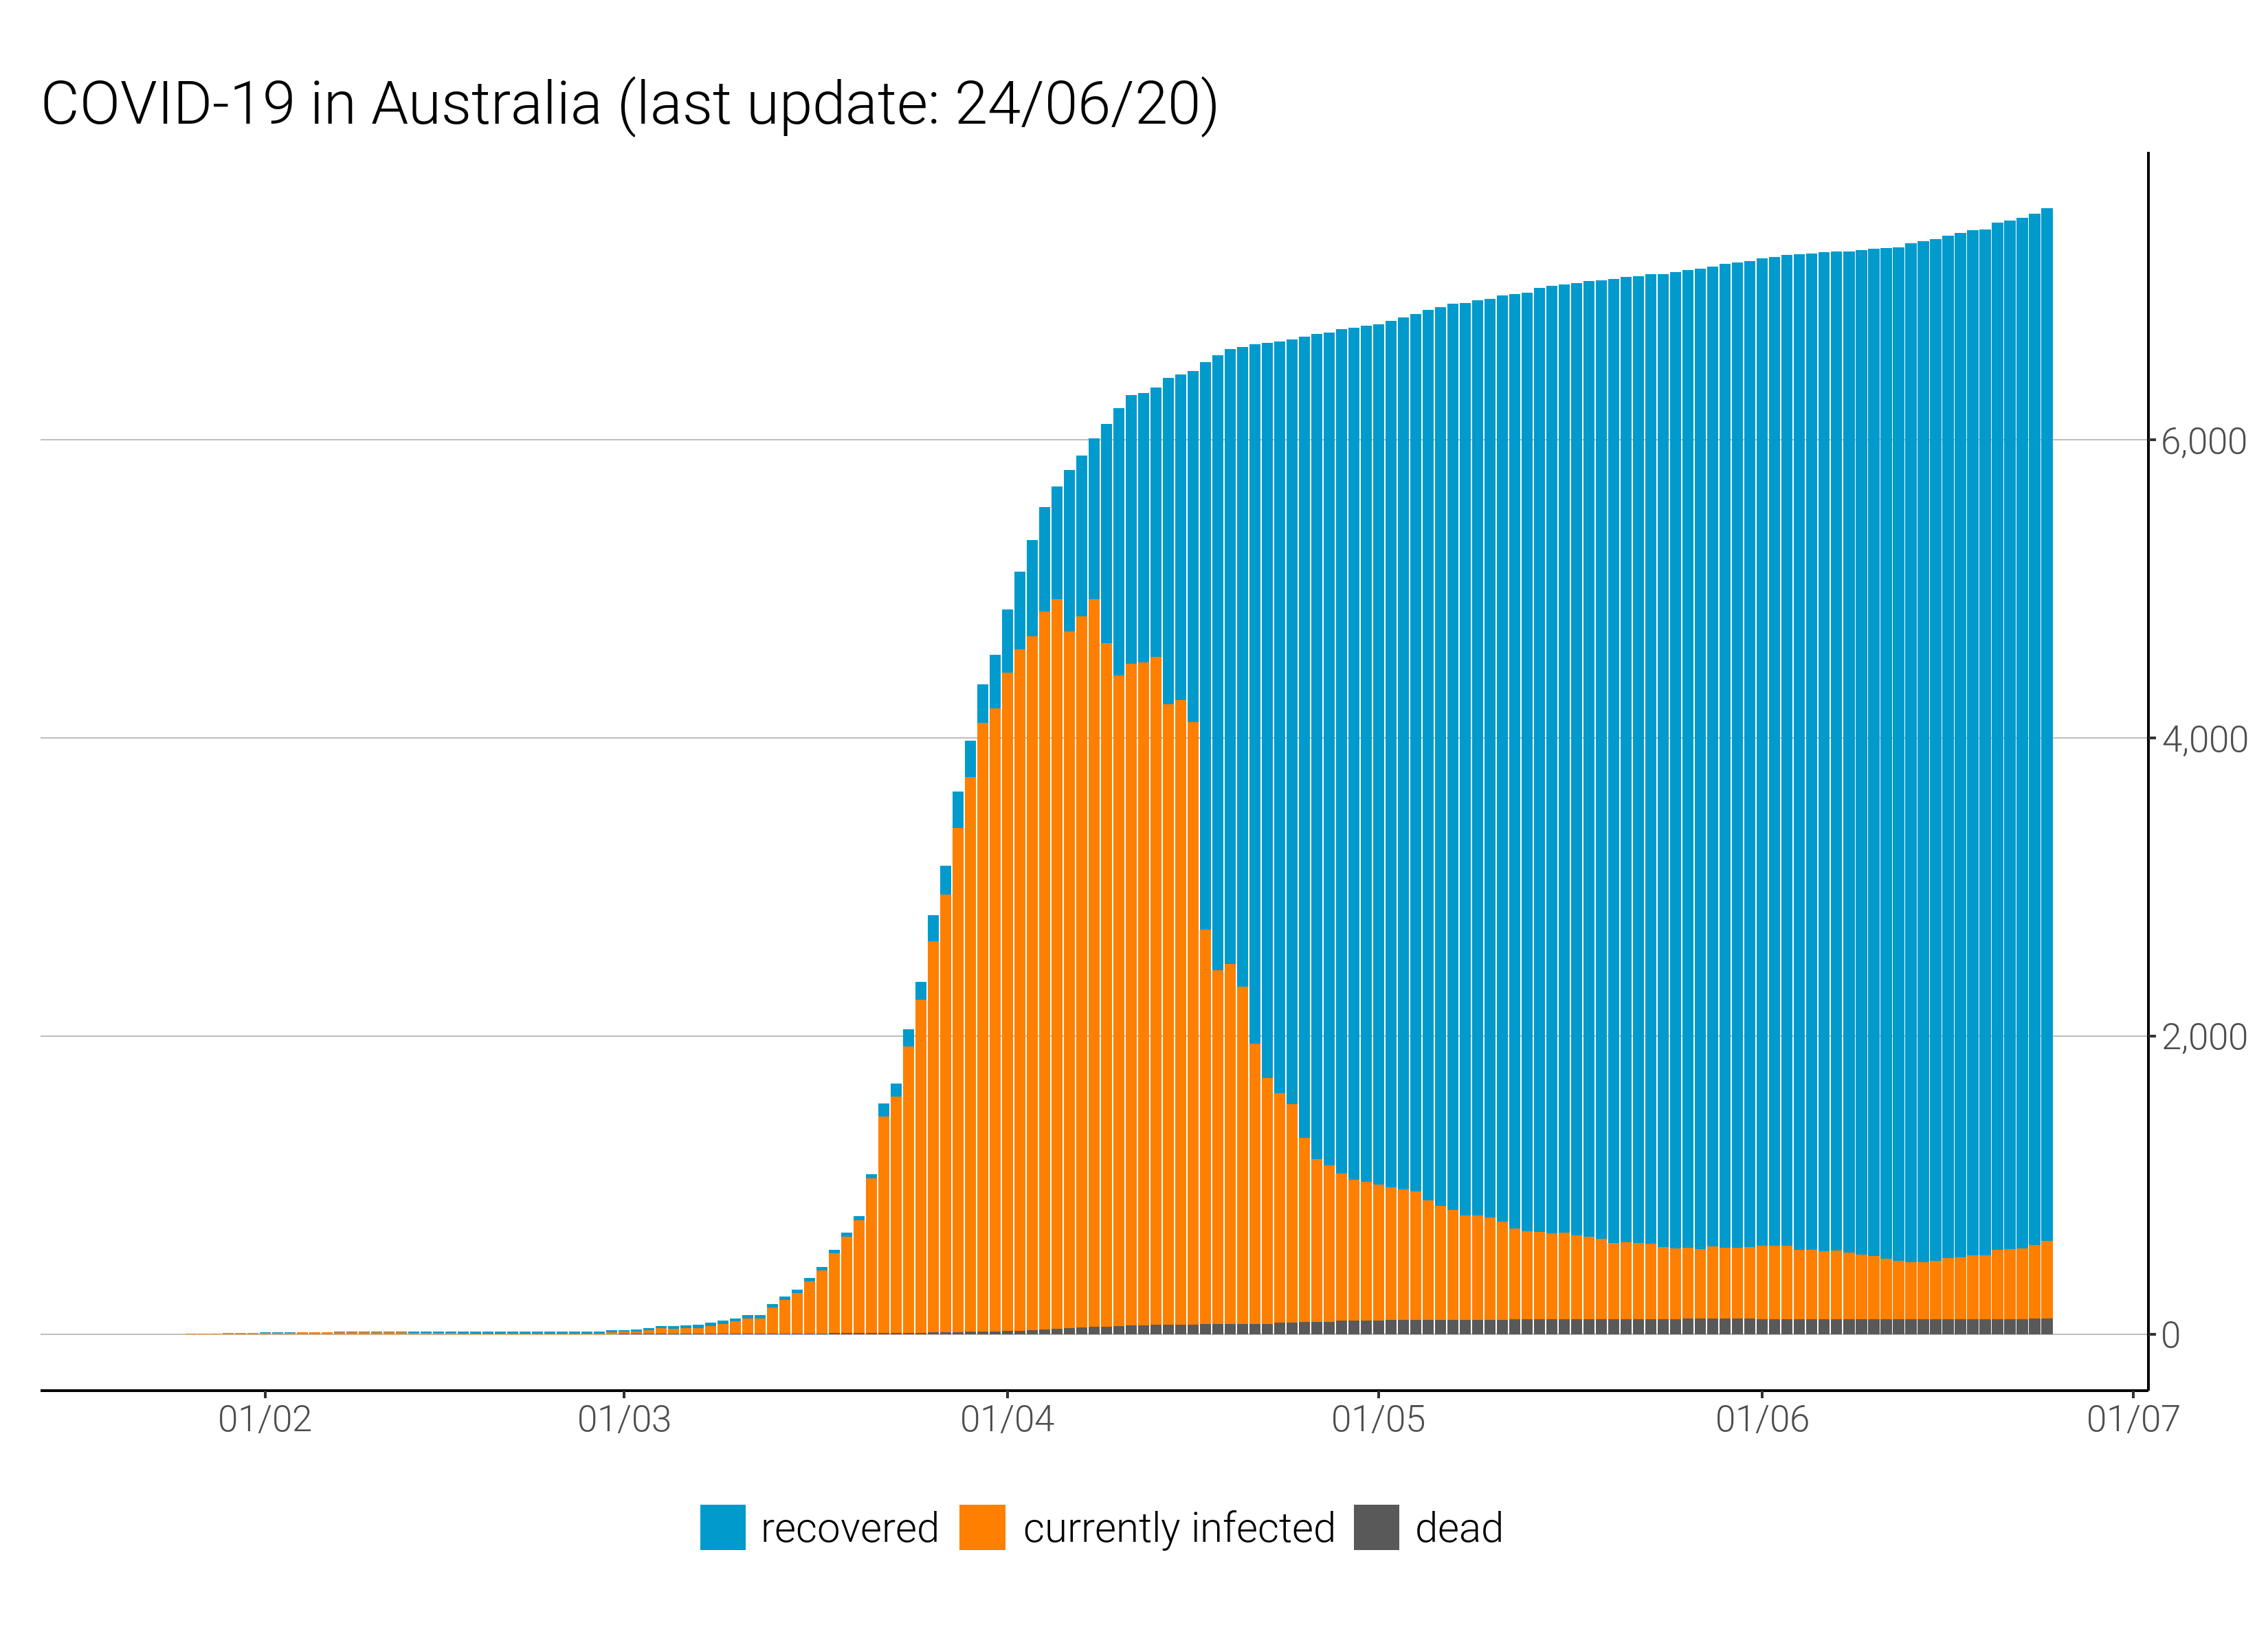 COVID-19 in Australia (last update: 24/06/20)
6,000
4,000
2,000
0
01/02 01/03 01/04 01/05 01/06 01/07
recovered currently infected dead